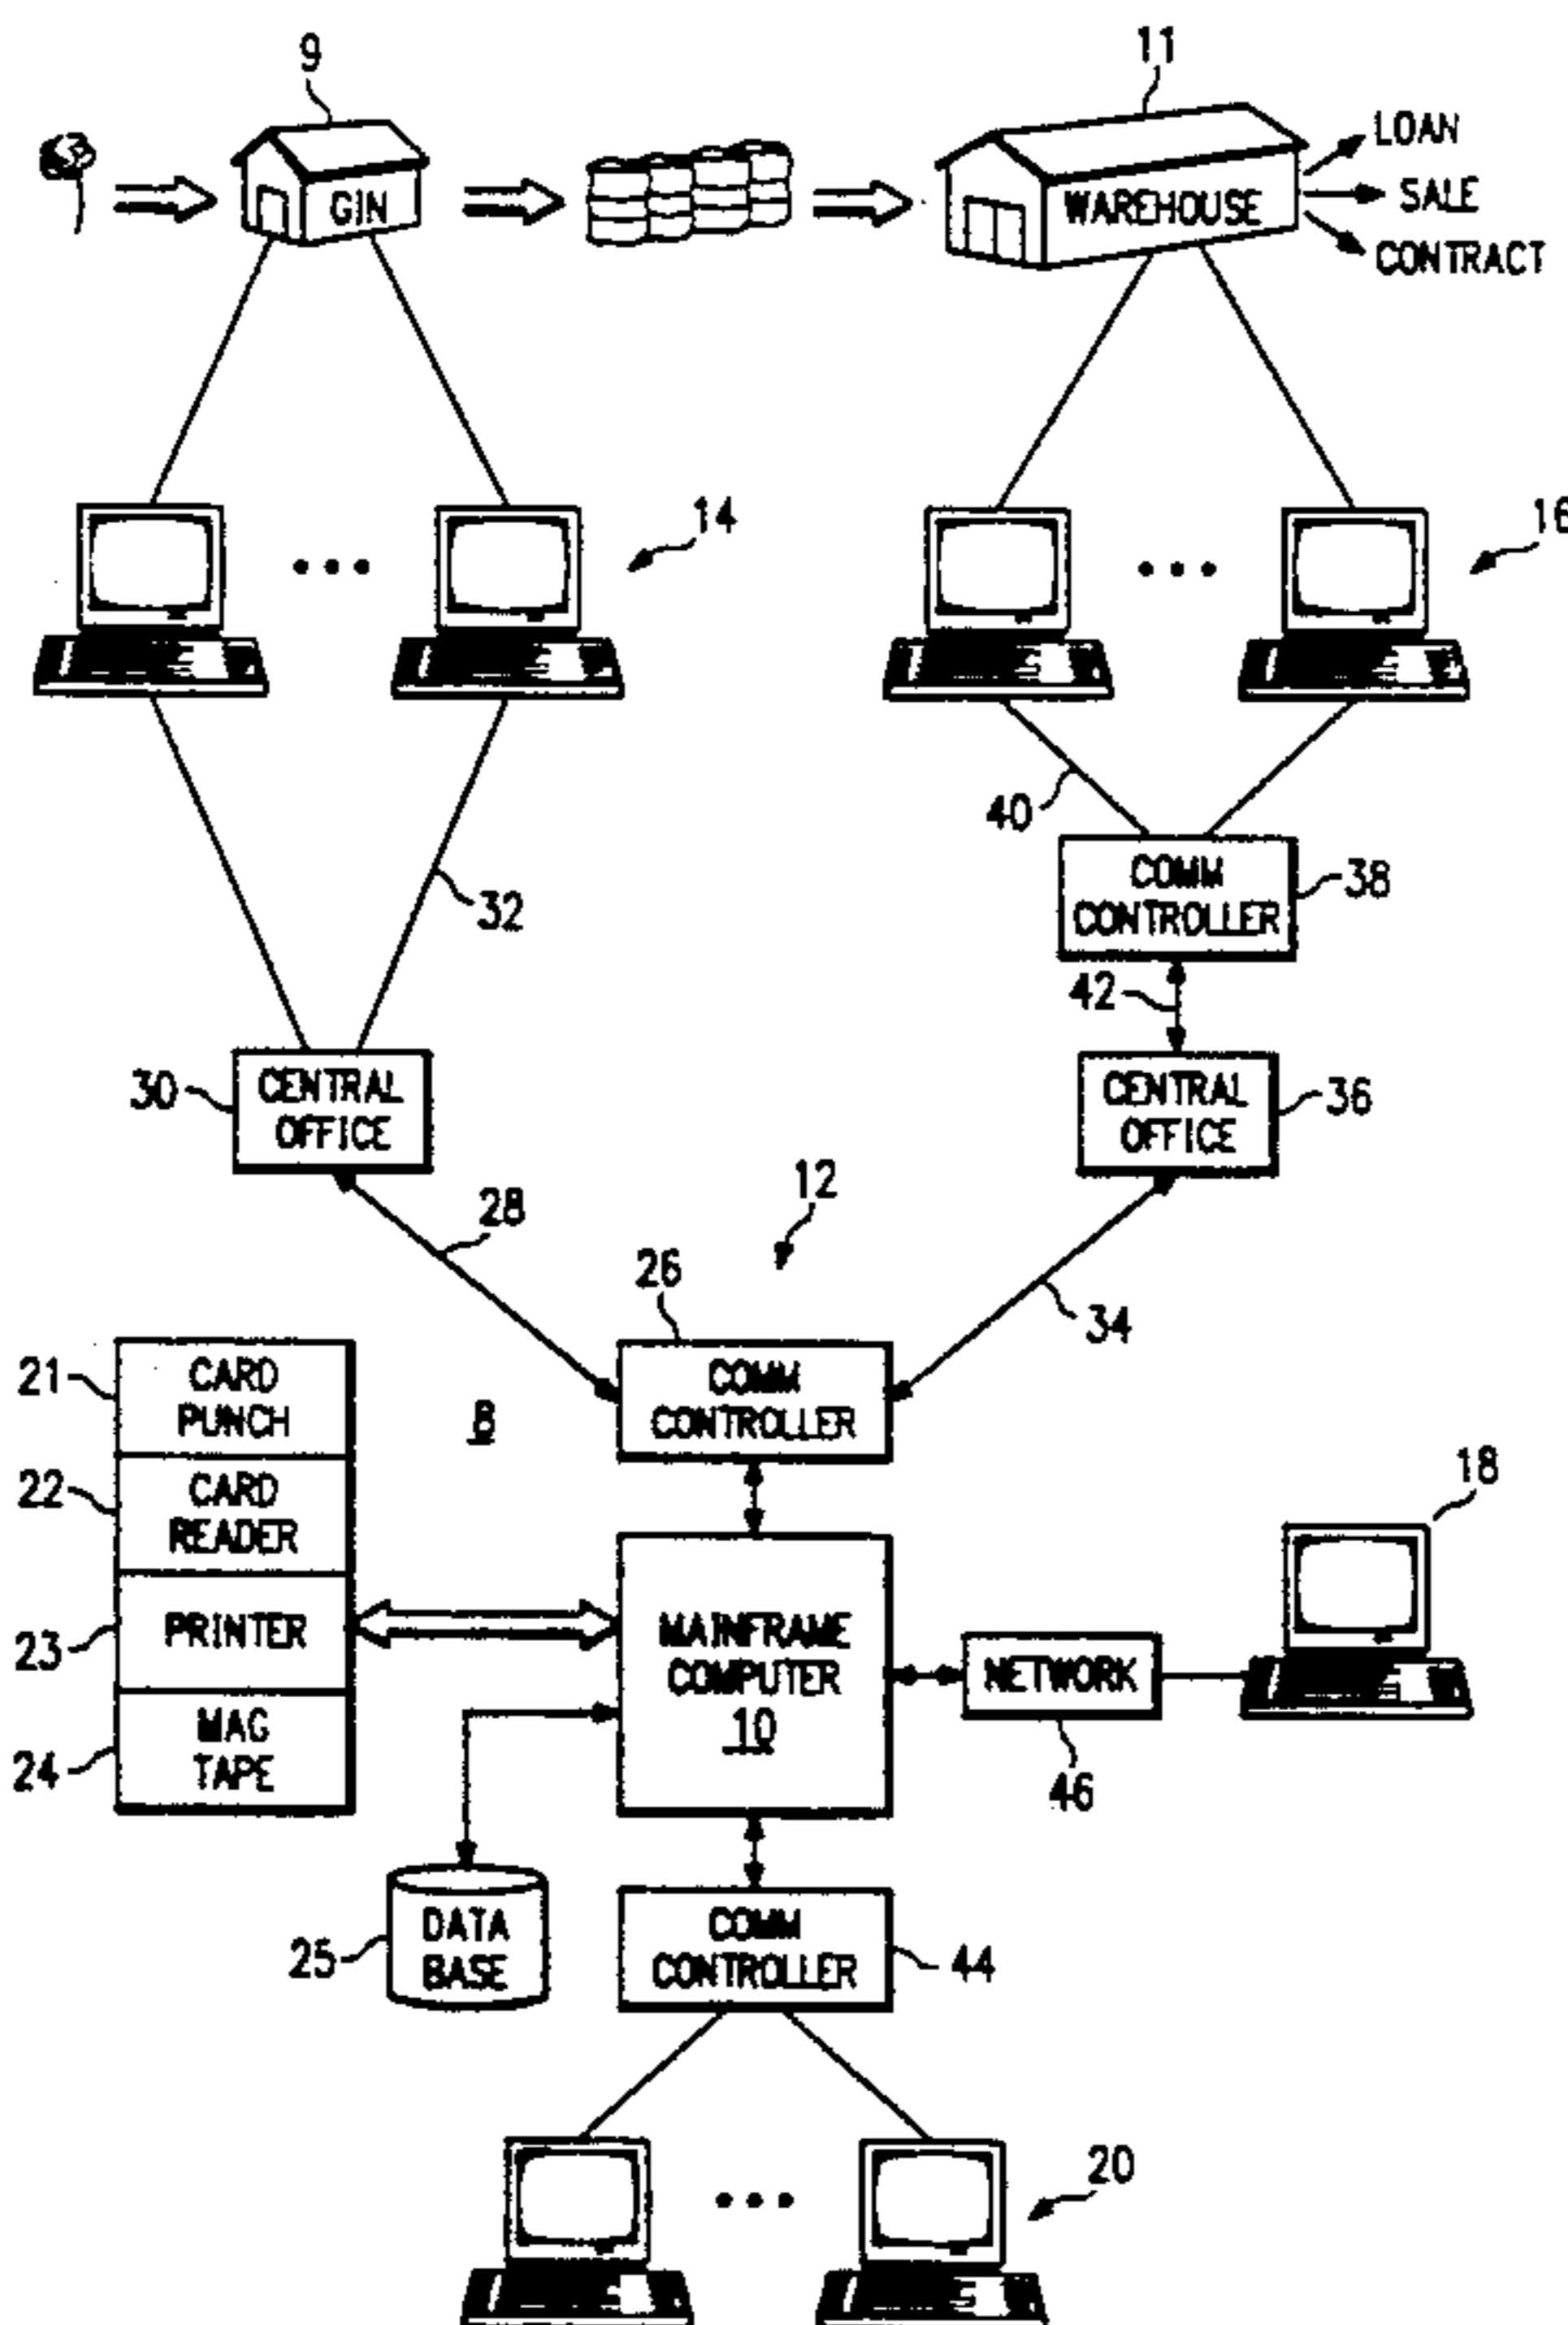 9
11
GIN
WAREHOUSE
LOAN
SALE
CONTRACT
14
16
32
40
COMM
CONTROLLER
38
42
30
CENTRAL
OFFICE
CENTRAL
OFFICE
36
28
12
34
26
COMM
CONTROLLER
8
21
CARD
PUNCH
22
CARD
READER
23
PRINTER
24
MAG
TAPE
MAINFRAME
COMPUTER
10
NETWORK
46
18
25
DATA
BASE
COMM
CONTROLLER
44
20